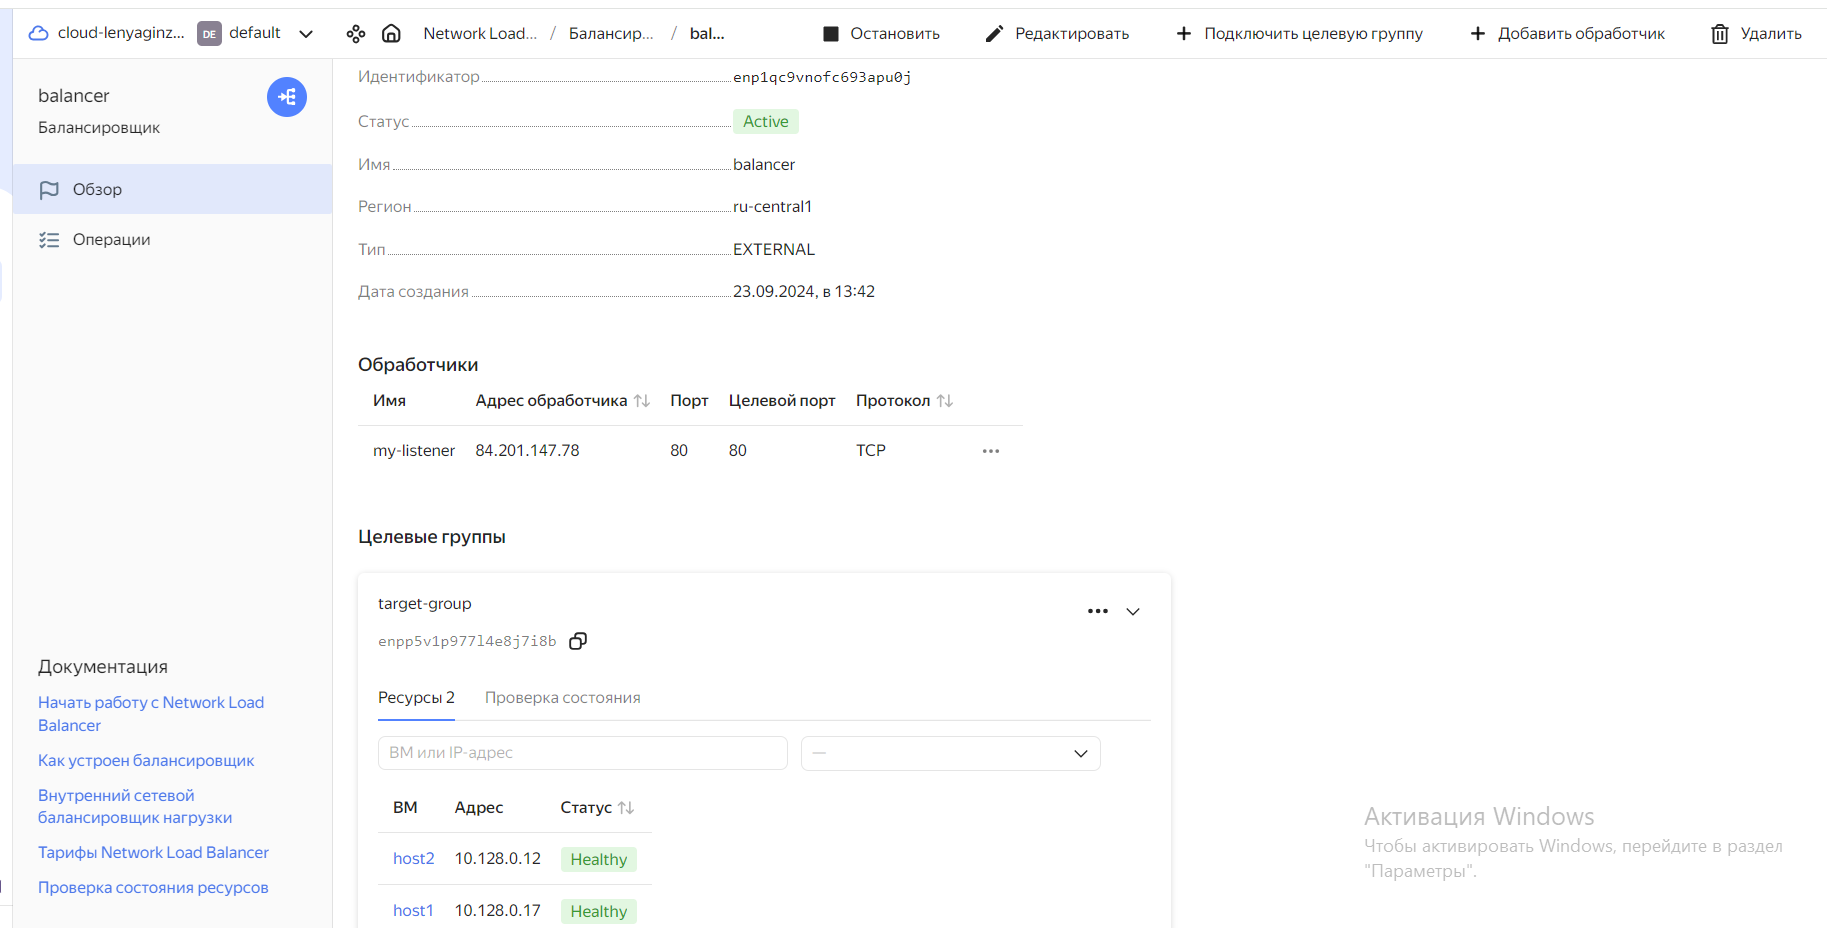 cloud-lenyaginz... DE default Network Load... / Балансир... / bal... Остановить Редактировать + Подключить целевую группу + Добавить обработчик Удалить
balancer
Балансировщик
Обзор
Операции
Документация
Начать работу с Network Load
Balancer
Как устроен балансировщик
Внутренний сетевой
балансировщик нагрузки
Тарифы Network Load Balancer
Проверка состояния ресурсов
Идентификатор enp1qc9vnofc693apu0j
Статус Active
Имя balancer
Регион ru-central1
Тип EXTERNAL
Дата создания 23.09.2024, в 13:42
Обработчики
Имя Адрес обработчика Порт Целевой порт Протокол
my-listener 84.201.147.78 80 80 TCP
Целевые группы
target-group
enpp5v1p977l4e8j7i8b
Ресурсы 2 Проверка состояния
ВМ или IP-адрес —
ВМ Адрес Статус
host2 10.128.0.12 Healthy
host1 10.128.0.17 Healthy
Активация Windows
Чтобы активировать Windows, перейдите в раздел
"Параметры".